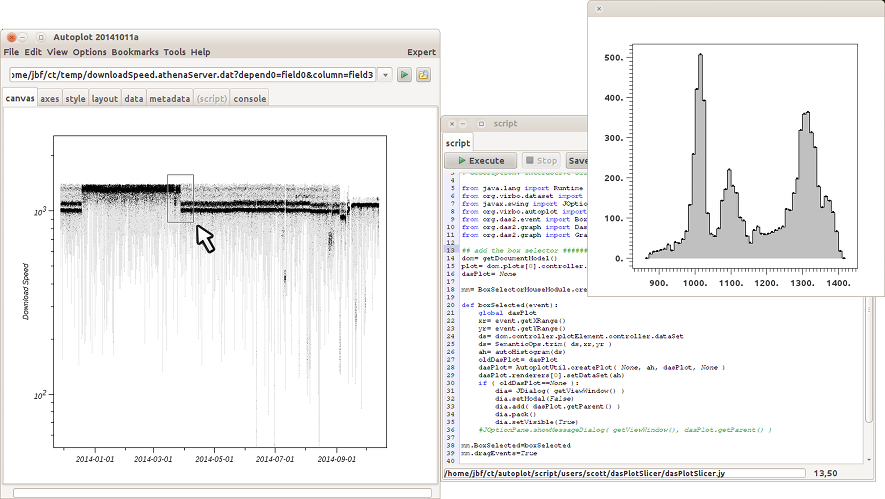 Autoplot 20141011a
File Edit View Options Bookmarks Tools Help Expert
ome/jbf/ct/temp/downloadSpeed.athenaServer.dat?depend0=field0&column=field3
canvas axes style layout data metadata (script) console
10^3
10^2
Download Speed
2014-01-01 2014-03-01 2014-05-01 2014-07-01 2014-09-01
script
script
Execute Stop Save
4
5 from java.lang import Runtime
6 from org.virbo.dataset import
7 from javax.swing import JOptio
8 from org.virbo.autoplot import
9 from org.das2.event import Box
10 from org.das2.graph import Das
11 from org.das2.graph import Gra
12
13 ## add the box selector ######
14 dom= getDocumentModel()
15 plot= dom.plots[0].controller.
16 dasPlot= None
17
18 mm= BoxSelectorMouseModule.cre
19
20 def boxSelected(event):
21 global dasPlot
22 xr= event.getXRange()
23 yr= event.getYRange()
24 ds= dom.controller.plotElement.controller.dataSet
25 ds= SemanticOps.trim( ds,xr,yr )
26 ah= autoHistogram(ds)
27 oldDasPlot= dasPlot
28 dasPlot= AutoplotUtil.createPlot( None, ah, dasPlot, None )
29 dasPlot.renderers[0].setDataSet(ah)
30 if ( oldDasPlot==None ):
31 dia= JDialog( getViewWindow() )
32 dia.setModal(False)
33 dia.add( dasPlot.getParent() )
34 dia.pack()
35 dia.setVisible(True)
36 #JOptionPane.showMessageDialog( getViewWindow(), dasPlot.getParent() )
37
38 mm.BoxSelected=boxSelected
39 mm.dragEvents=True
40
/home/jbf/ct/autoplot/script/users/scott/dasPlotSlicer/dasPlotSlicer.jy 13,50
500.
400.
300.
200.
100.
0.
900. 1000. 1100. 1200. 1300. 1400.